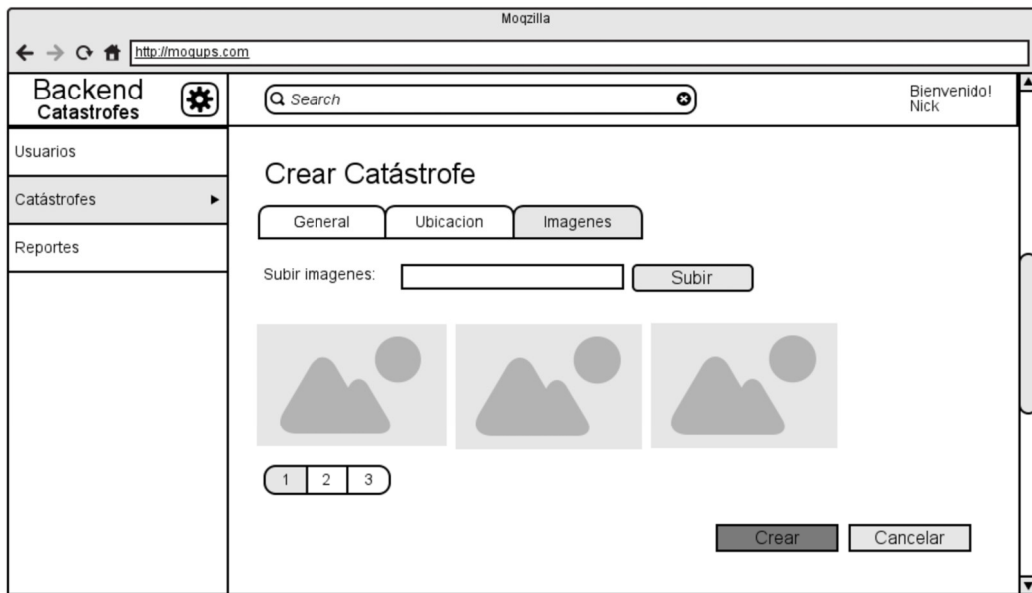 Moqzilla
http://moqups.com
Backend
Catastrofes
Search
Bienvenido!
Nick
Usuarios
Catástrofes
Reportes
Crear Catástrofe
General
Ubicacion
Imagenes
Subir imagenes:
Subir
1 2 3
Crear
Cancelar